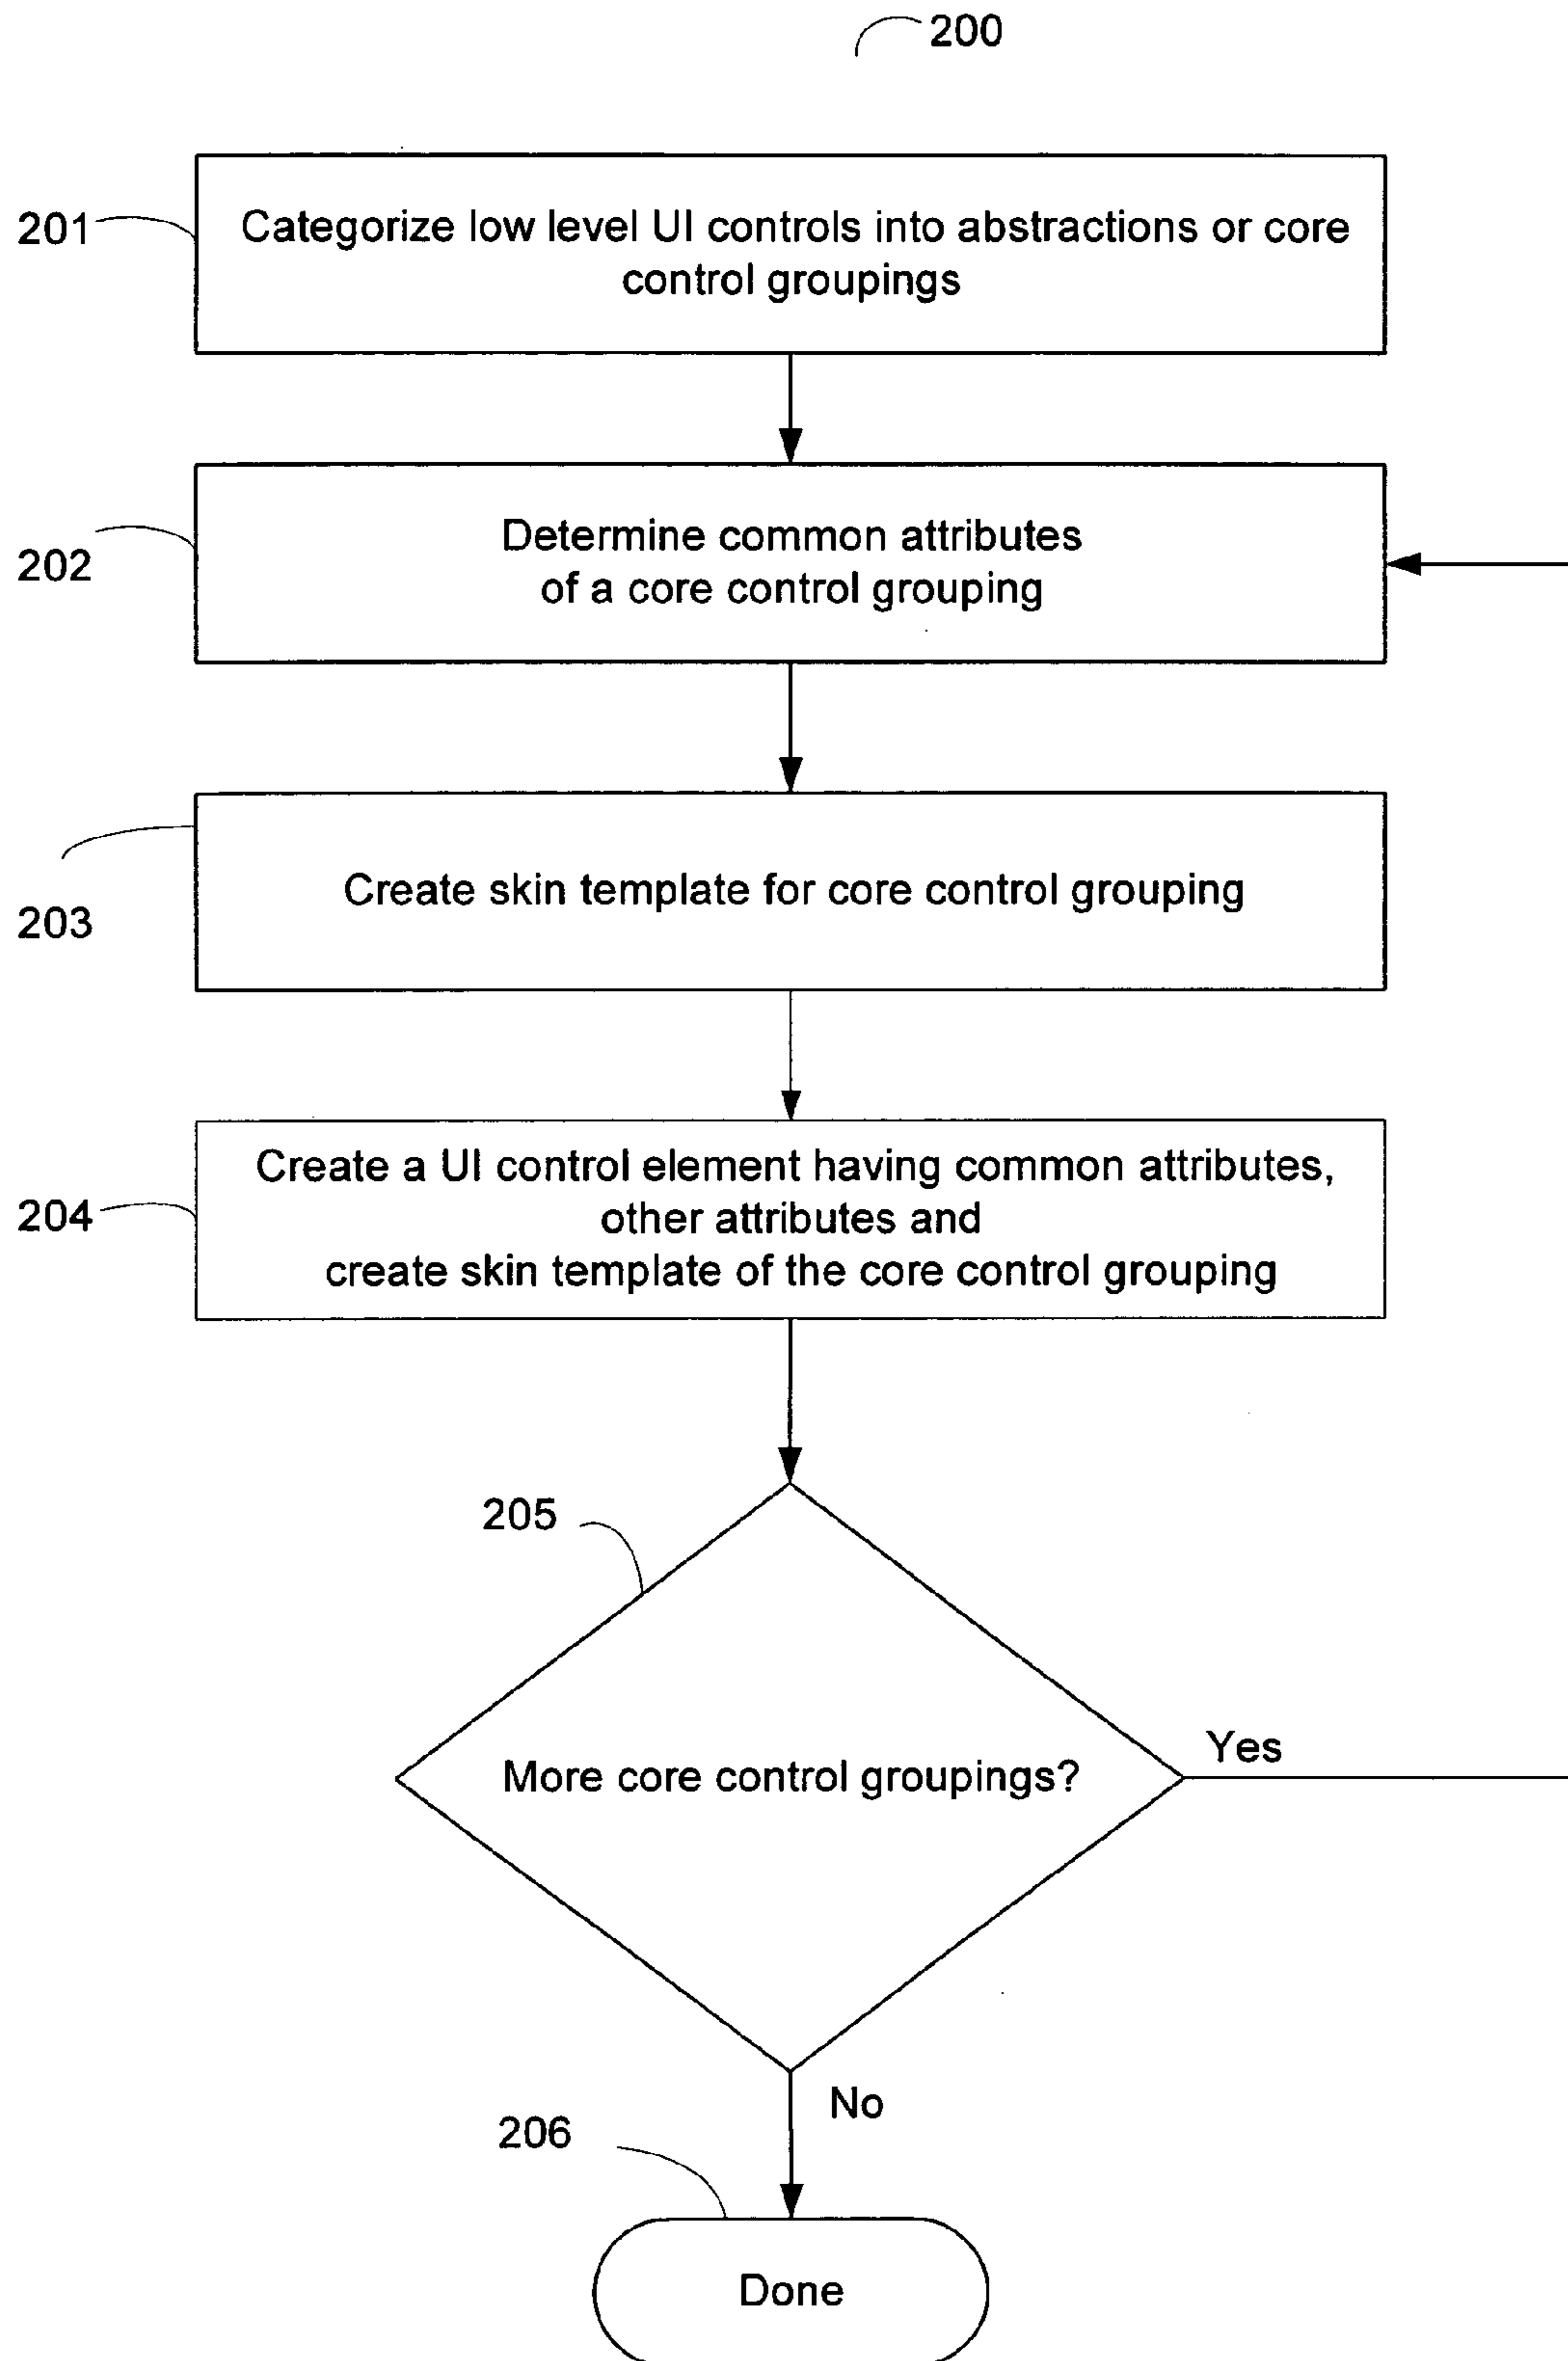 200
201
Categorize low level UI controls into abstractions or core
control groupings
202
Determine common attributes
of a core control grouping
203
Create skin template for core control grouping
204
Create a UI control element having common attributes,
other attributes and
create skin template of the core control grouping
205
More core control groupings?
Yes
No
206
Done